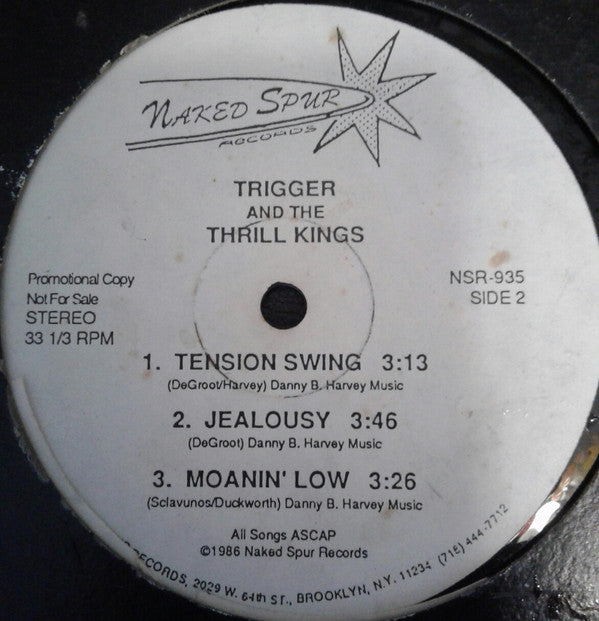 NAKED SPUR
RECORDS
TRIGGER
AND THE
THRILL KINGS
Promotional Copy
Not For Sale
STEREO
33 1/3 RPM
NSR-935
SIDE 2
1. TENSION SWING 3:13
(DeGroot/Harvey) Danny B. Harvey Music
2. JEALOUSY 3:46
(DeGroot) Danny B. Harvey Music
3. MOANIN' LOW 3:26
(Sclavunos/Duckworth) Danny B. Harvey Music
All Songs ASCAP
©1986 Naked Spur Records
RECORDS, 2029 W. 64th ST., BROOKLYN, N.Y. 11234 (718) 444-7712